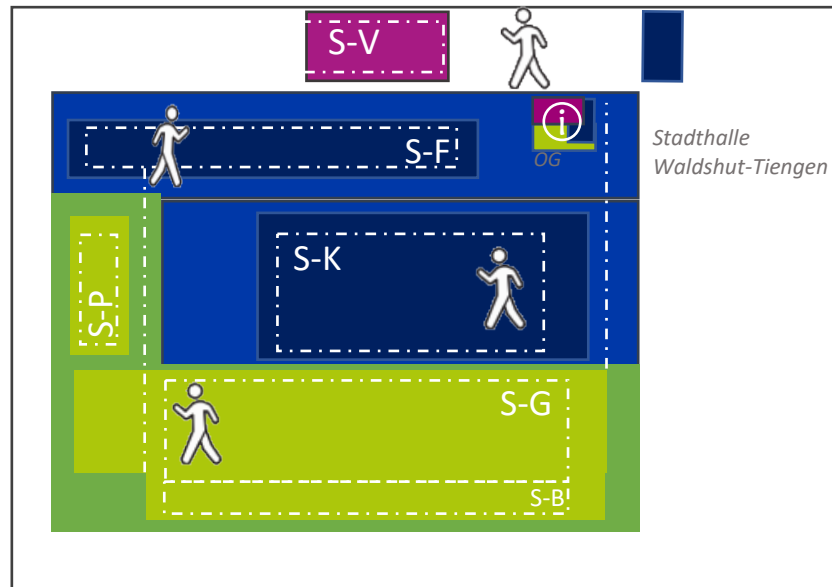 S-V
i
S-F
OG
Stadthalle
Waldshut-Tiengen
S-K
S-P
S-G
S-B